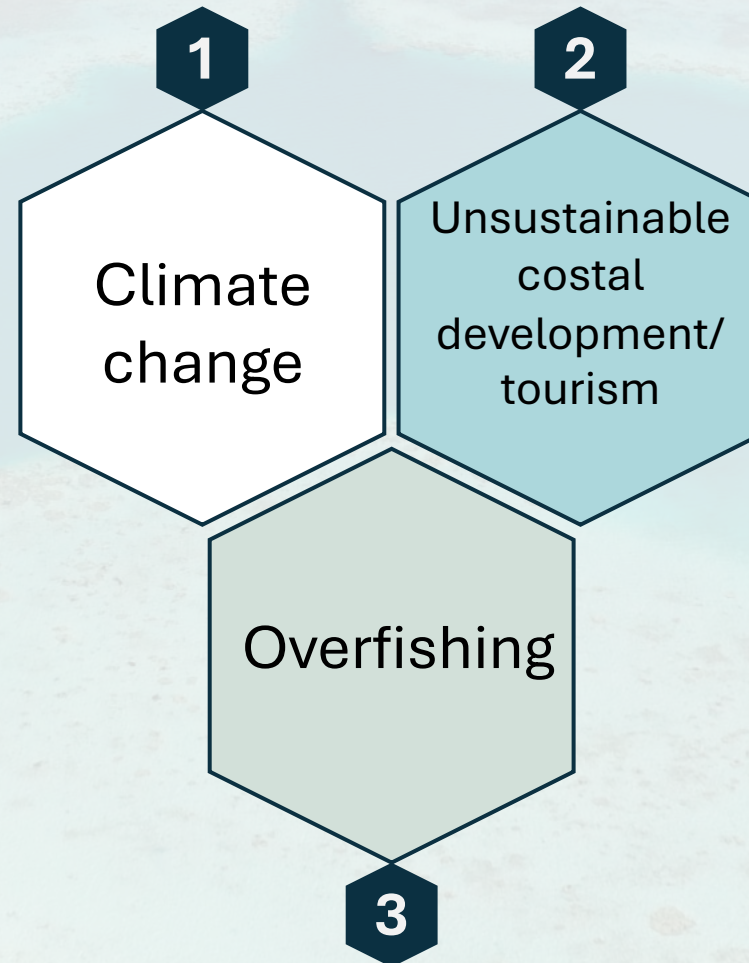 1
Climate
change
2
Unsustainable
costal
development/
tourism
Overfishing
3